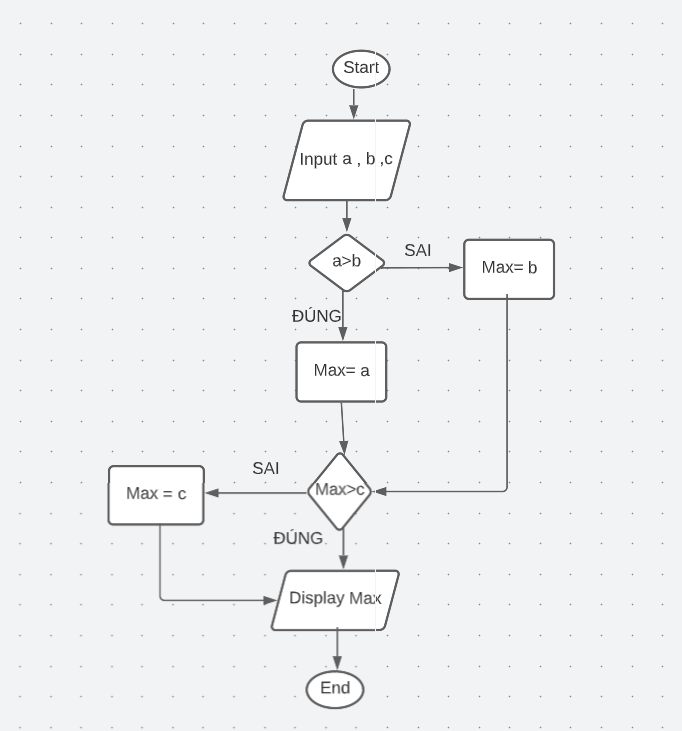 Start
Input a , b ,c
a>b
SAI
Max= b
ĐÚNG
Max= a
SAI
Max = c
Max>c
ĐÚNG
Display Max
End